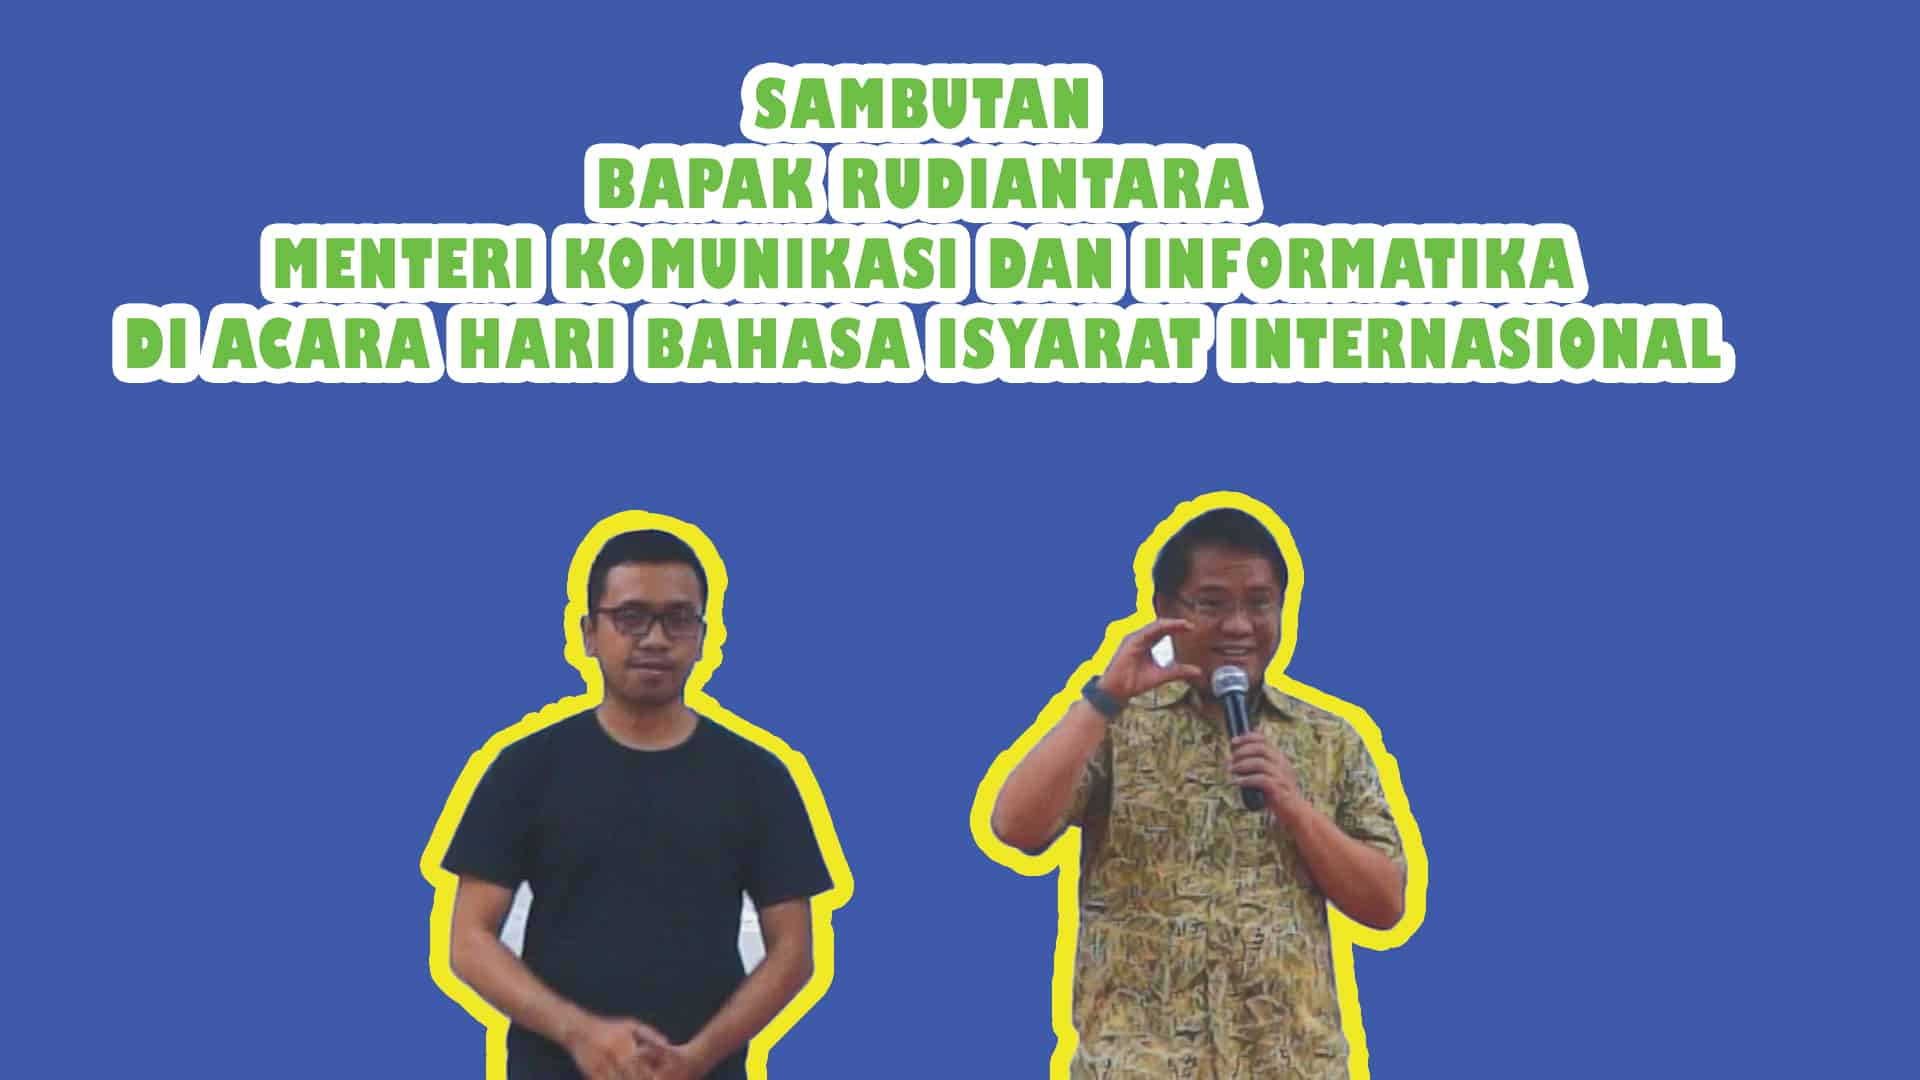 SAMBUTAN
BAPAK RUDIANTARA
MENTERI KOMUNIKASI DAN INFORMATIKA
DI ACARA HARI BAHASA ISYARAT INTERNASIONAL